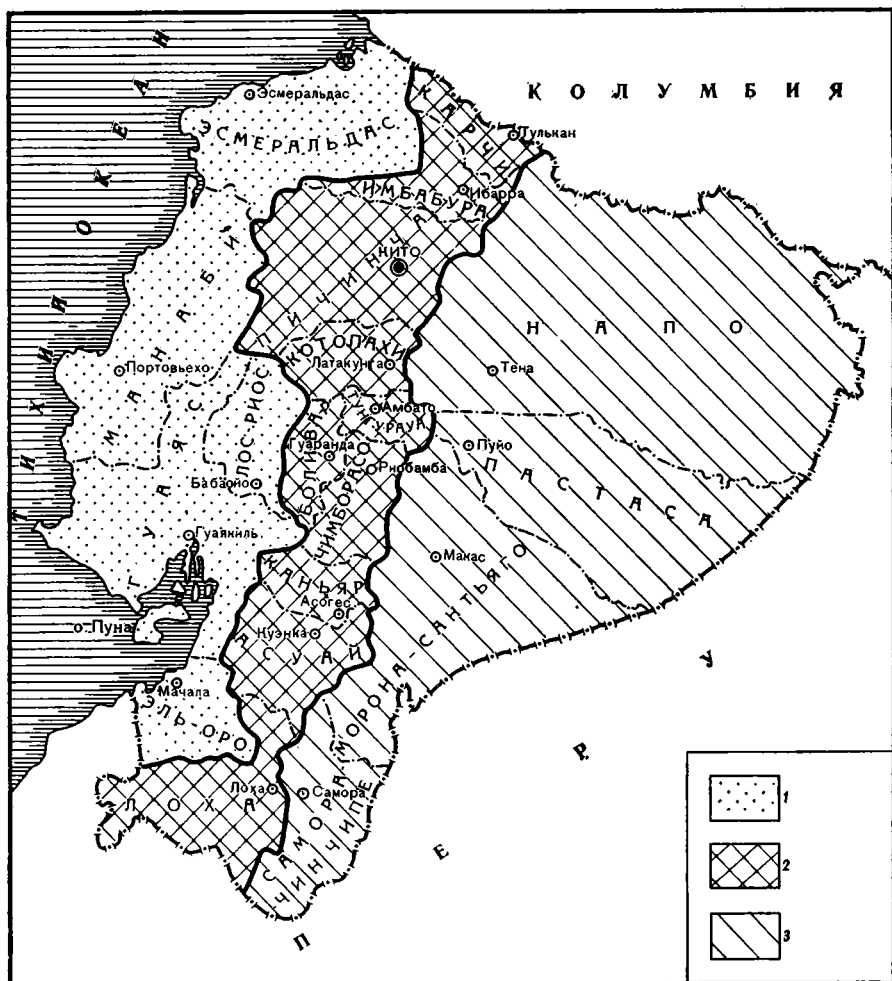 ТИХИЙ ОКЕАН
КОЛУМБИЯ
Эсмеральдас
ЭСМЕРАЛЬДАС
КАРЧИ
Тулькан
ИМБАБУРА
Ибарра
ПИЧИНЧА
КИТО
МАНАБИ
Портовьехо
КОТОПАХИ
Латакунга
НАПО
Тена
ЛОС-РИОС
Бабаойо
ГУАЯС
Гуаякиль
Амбато
БОЛИВАР
Гуаранда
ЧИМБОРАСО
Риобамба
Пуйо
ПАСТАСА
Макас
КАНЬЯР
Асогес
Куэнка
АСУАЙ
о. Пуна
Мачала
ЭЛЬ-ОРО
МОРОНА-САНТЬЯГО
Лоха
ЛОХА
Самора
САМОРА-
ЧИНЧИПЕ
ПЕРУ
1
2
3